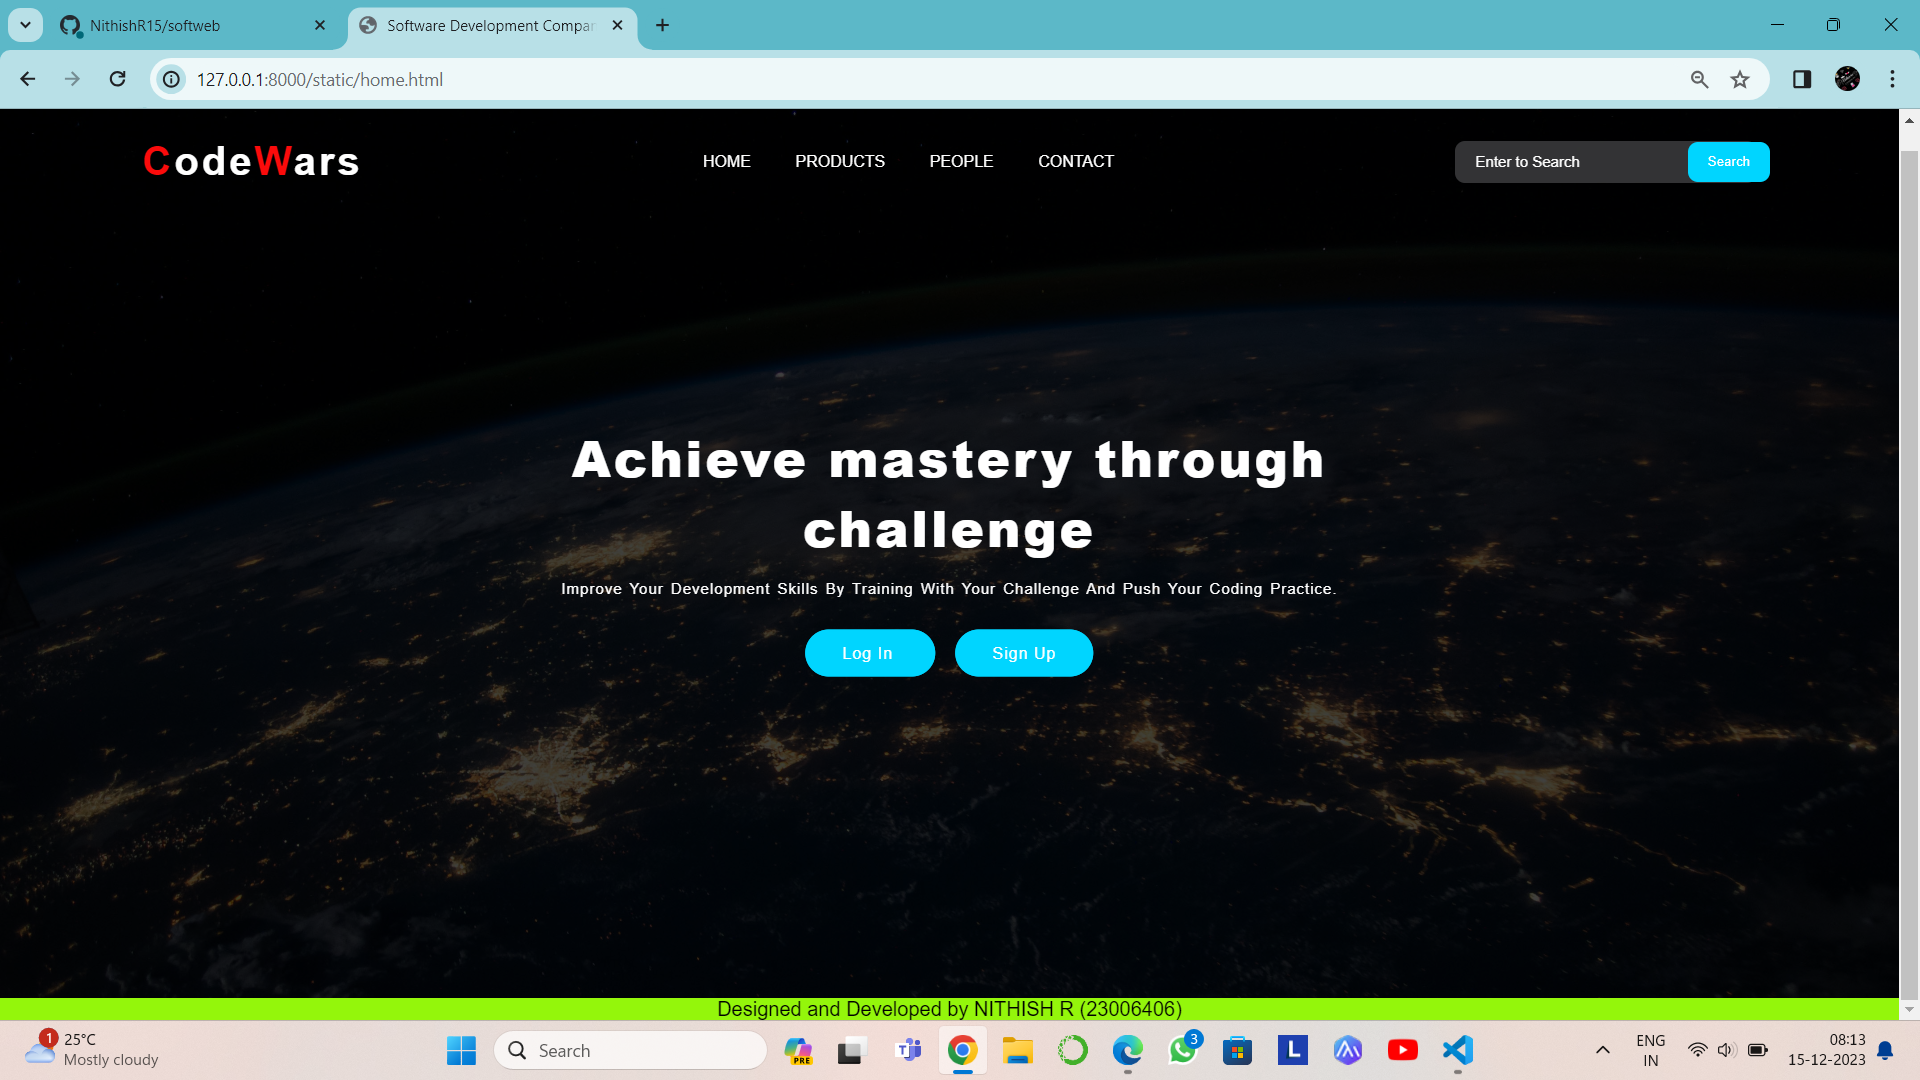 NithishR15/softweb
Software Development Compan
127.0.0.1:8000/static/home.html
CodeWars
HOME PRODUCTS PEOPLE CONTACT
Enter to Search Search
Achieve mastery through
challenge
Improve Your Development Skills By Training With Your Challenge And Push Your Coding Practice.
Log In Sign Up
Designed and Developed by NITHISH R (23006406)
1
25°C
Mostly cloudy
Search
PRE
T
3
L
ENG
IN
08:13
15-12-2023